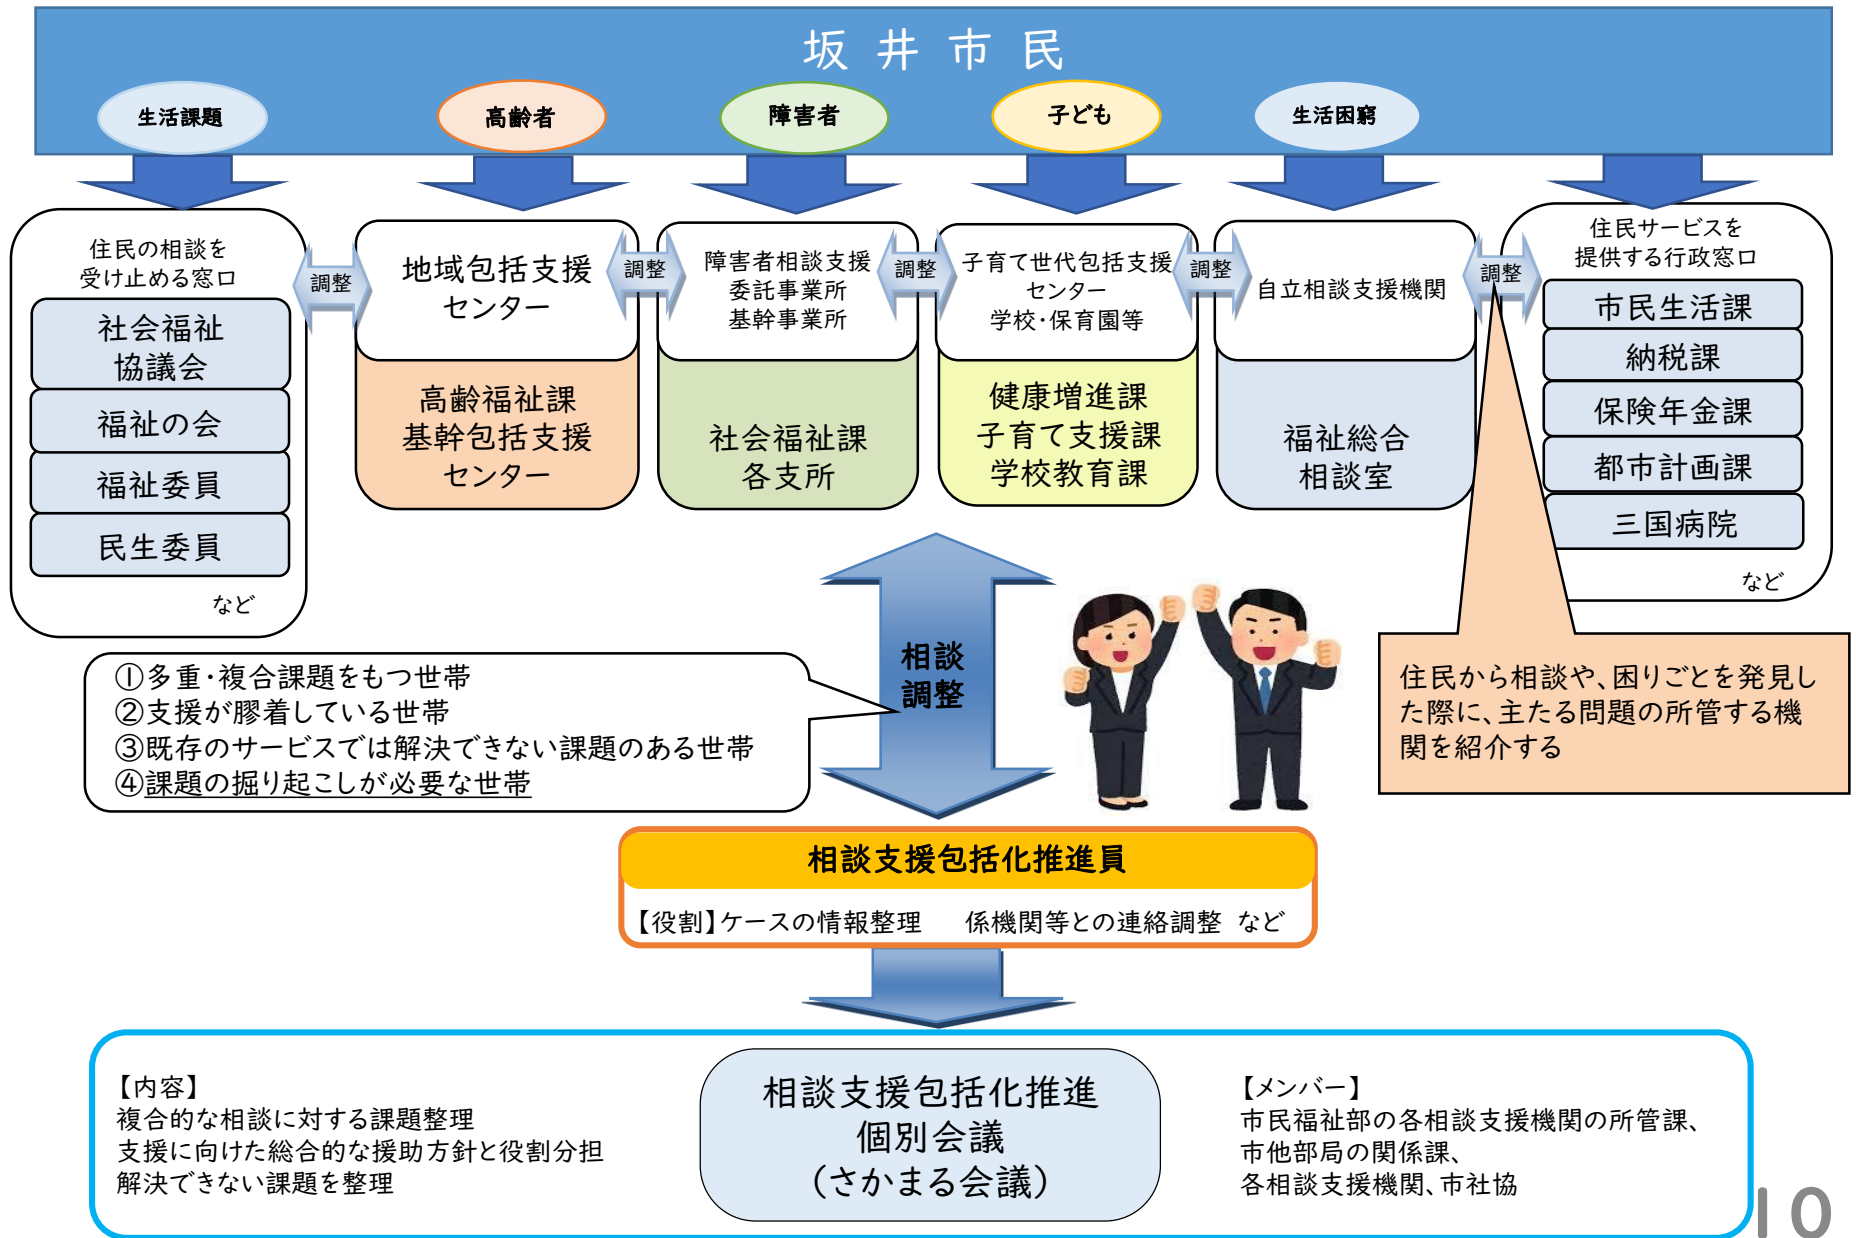 坂井市民
生活課題
高齢者
障害者
子ども
生活困窮
住民の相談を
受け止める窓口
社会福祉
協議会
福祉の会
福祉委員
民生委員
など
調整
地域包括支援
センター
高齢福祉課
基幹包括支援
センター
調整
障害者相談支援
委託事業所
基幹事業所
社会福祉課
各支所
調整
子育て世代包括支援
センター
学校・保育園等
健康増進課
子育て支援課
学校教育課
調整
自立相談支援機関
福祉総合
相談室
調整
住民サービスを
提供する行政窓口
市民生活課
納税課
保険年金課
都市計画課
三国病院
など
①多重・複合課題をもつ世帯
②支援が膠着している世帯
③既存のサービスでは解決できない課題のある世帯
④課題の掘り起こしが必要な世帯
相談
調整
住民から相談や、困りごとを発見し
た際に、主たる問題の所管する機
関を紹介する
相談支援包括化推進員
【役割】ケースの情報整理　係機関等との連絡調整 など
【内容】
複合的な相談に対する課題整理
支援に向けた総合的な援助方針と役割分担
解決できない課題を整理
相談支援包括化推進
個別会議
（さかまる会議）
【メンバー】
市民福祉部の各相談支援機関の所管課、
市他部局の関係課、
各相談支援機関、市社協
10